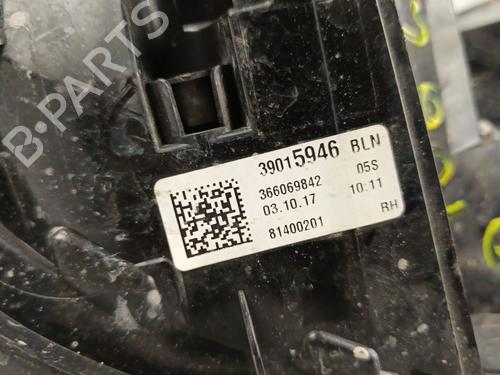 B-PARTS
39015946 BLN
366069842 05S
03.10.17 10:11
81400201 RH